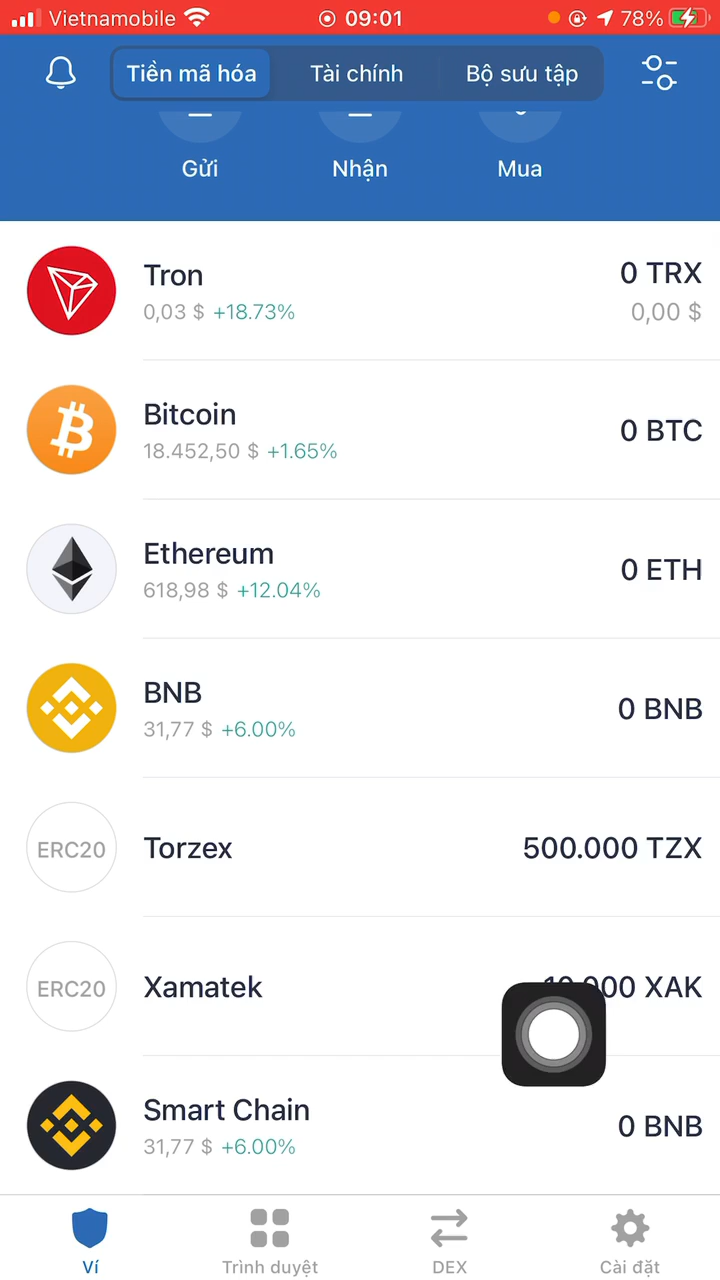 Vietnamobile 09:01 78%
Tiền mã hóa Tài chính Bộ sưu tập
Gửi Nhận Mua
Tron 0 TRX
0,03 $ +18.73% 0,00 $
Bitcoin 0 BTC
18.452,50 $ +1.65%
Ethereum 0 ETH
618,98 $ +12.04%
BNB 0 BNB
31,77 $ +6.00%
ERC20 Torzex 500.000 TZX
ERC20 Xamatek XAK
Smart Chain 0 BNB
31,77 $ +6.00%
Ví Trình duyệt DEX Cài đặt